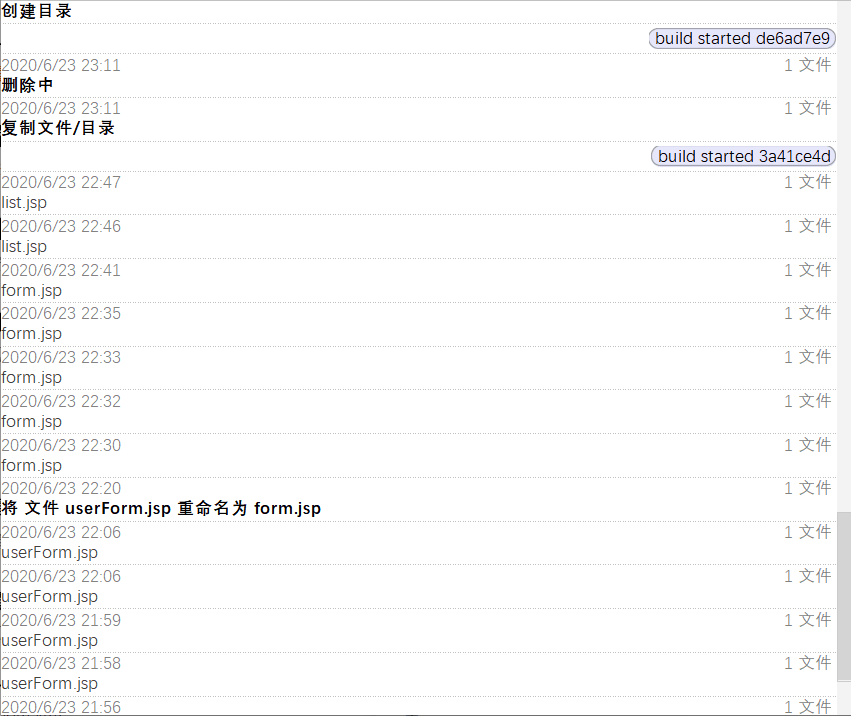 创建目录
build started de6ad7e9
2020/6/23 23:11 1 文件
删除中
2020/6/23 23:11 1 文件
复制文件/目录
build started 3a41ce4d
2020/6/23 22:47 1 文件
list.jsp
2020/6/23 22:46 1 文件
list.jsp
2020/6/23 22:41 1 文件
form.jsp
2020/6/23 22:35 1 文件
form.jsp
2020/6/23 22:33 1 文件
form.jsp
2020/6/23 22:32 1 文件
form.jsp
2020/6/23 22:30 1 文件
form.jsp
2020/6/23 22:20 1 文件
将 文件 userForm.jsp 重命名为 form.jsp
2020/6/23 22:06 1 文件
userForm.jsp
2020/6/23 22:06 1 文件
userForm.jsp
2020/6/23 21:59 1 文件
userForm.jsp
2020/6/23 21:58 1 文件
userForm.jsp
2020/6/23 21:56 1 文件